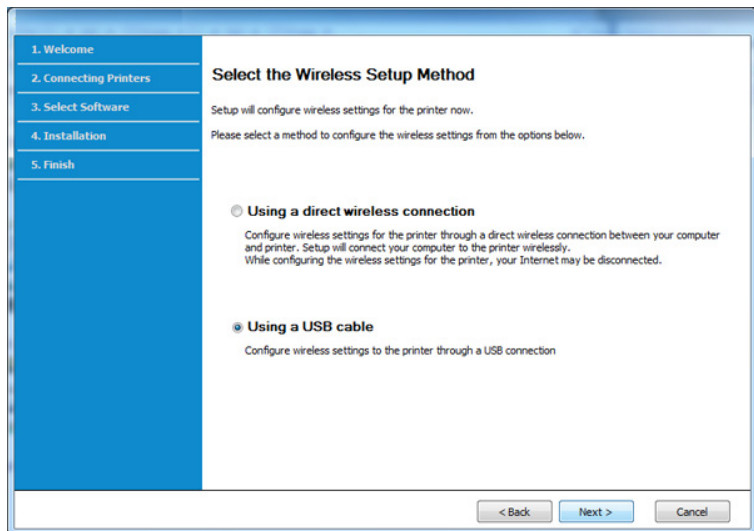 1. Welcome
2. Connecting Printers
3. Select Software
4. Installation
5. Finish
Select the Wireless Setup Method
Setup will configure wireless settings for the printer now.
Please select a method to configure the wireless settings from the options below.
Using a direct wireless connection
Configure wireless settings for the printer through a direct wireless connection between your computer
and printer. Setup will connect your computer to the printer wirelessly.
While configuring the wireless settings for the printer, your Internet may be disconnected.
Using a USB cable
Configure wireless settings to the printer through a USB connection
< Back
Next >
Cancel